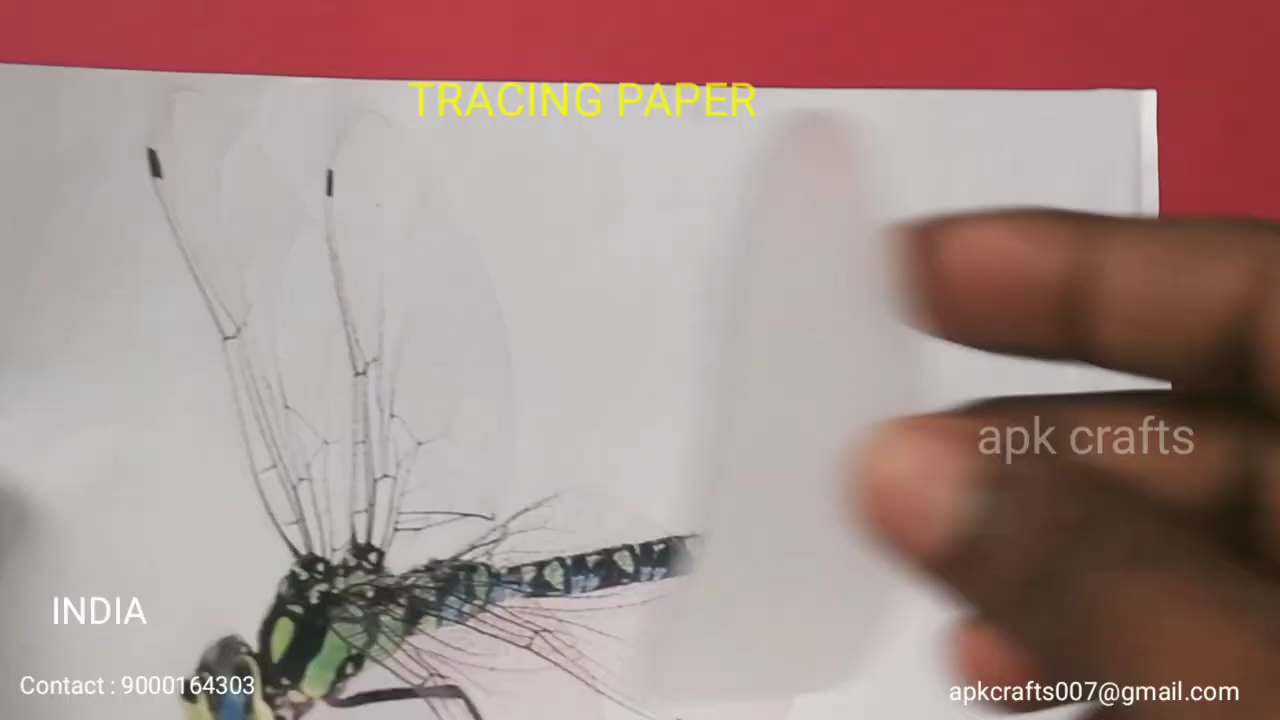 TRACING PAPER
apk crafts
INDIA
Contact : 9000164303
apkcrafts007@gmail.com